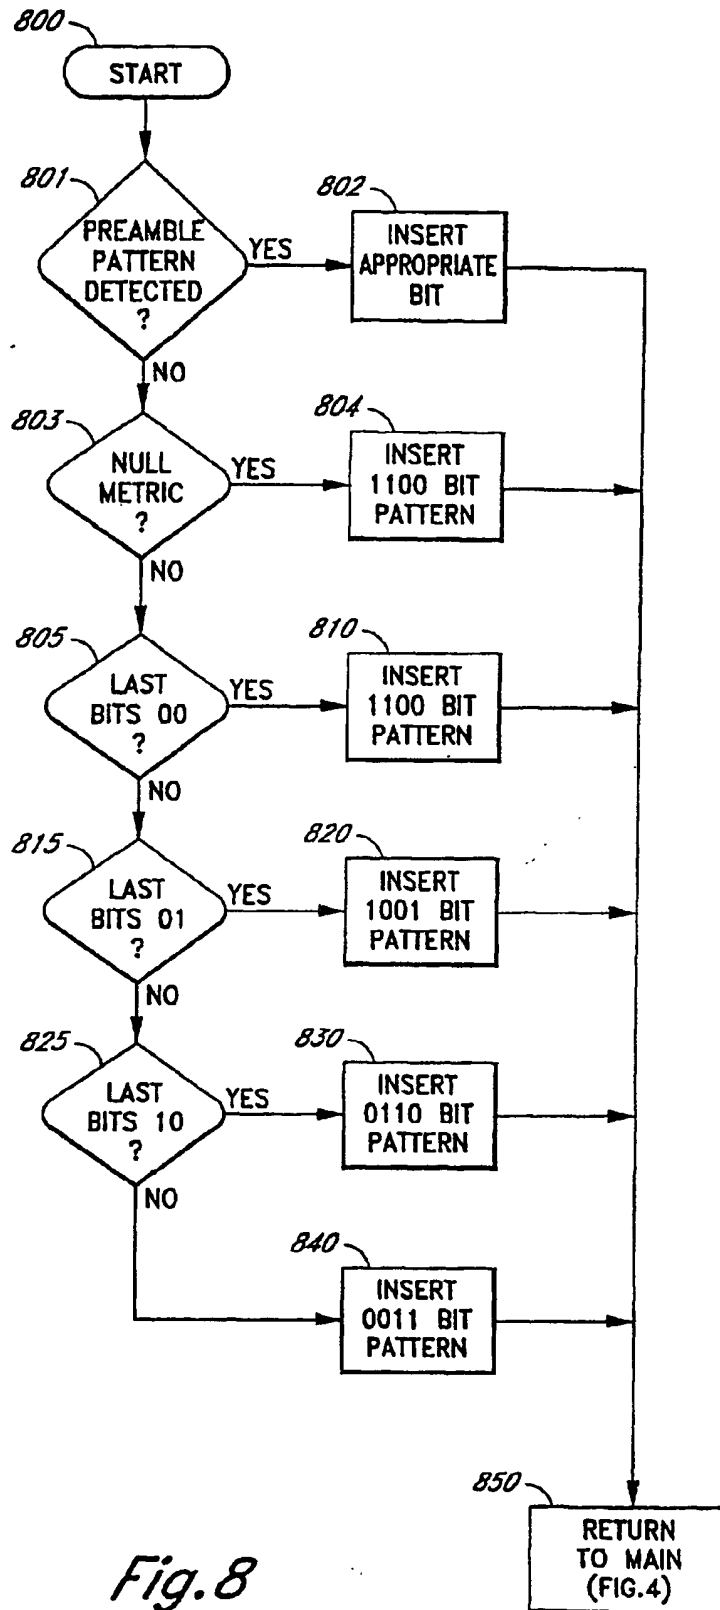 800
START
801
PREAMBLE
PATTERN
DETECTED
?
YES
802
INSERT
APPROPRIATE
BIT
NO
803
NULL
METRIC
?
YES
804
INSERT
1100 BIT
PATTERN
NO
805
LAST
BITS 00
?
YES
810
INSERT
1100 BIT
PATTERN
NO
815
LAST
BITS 01
?
YES
820
INSERT
1001 BIT
PATTERN
NO
825
LAST
BITS 10
?
YES
830
INSERT
0110 BIT
PATTERN
NO
840
INSERT
0011 BIT
PATTERN
850
RETURN
TO MAIN
(FIG.4)
Fig.8